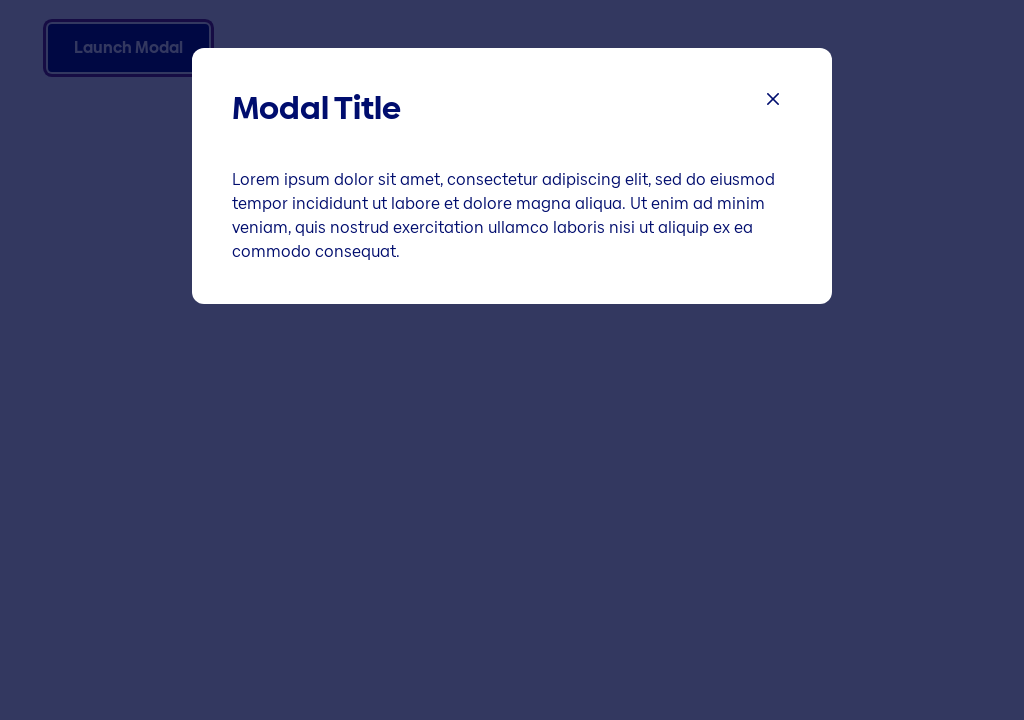 Launch Modal
Modal Title
Lorem ipsum dolor sit amet, consectetur adipiscing elit, sed do eiusmod
tempor incididunt ut labore et dolore magna aliqua. Ut enim ad minim
veniam, quis nostrud exercitation ullamco laboris nisi ut aliquip ex ea
commodo consequat.